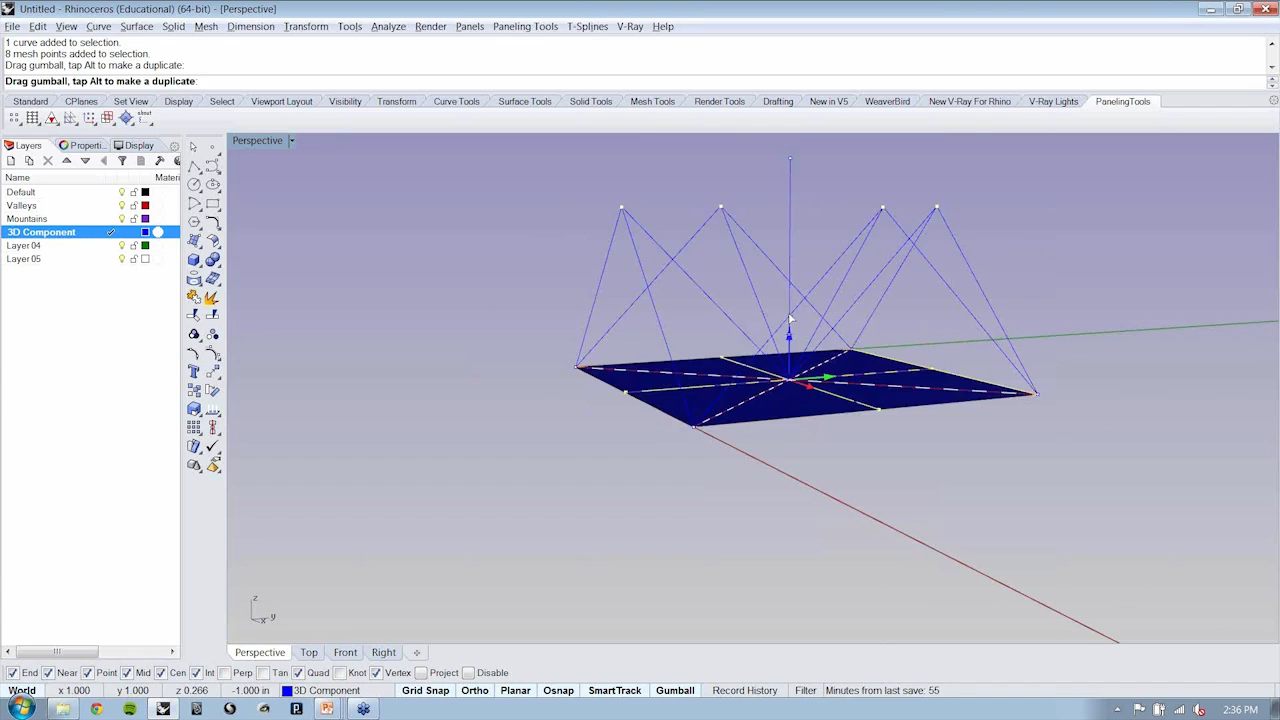 Untitled - Rhinoceros (Educational) (64-bit) - [Perspective]
File Edit View Curve Surface Solid Mesh Dimension Transform Tools Analyze Render Panels Paneling Tools T-Splines V-Ray Help
1 curve added to selection.
8 mesh points added to selection.
Drag gumball, tap Alt to make a duplicate:
Drag gumball, tap Alt to make a duplicate:
Standard CPlanes Set View Display Select Viewport Layout Visibility Transform Curve Tools Surface Tools Solid Tools Mesh Tools Render Tools Drafting New in V4 WeaverBird New V-Ray For Rhino V-Ray Lights PanelingTools
about
Layers Properti... Display
Perspective
Name Materi
Default
Valleys
Mountains
3D Component
Layer 04
Layer 05
z
y
x
Perspective Top Front Right
End Near Point Mid Cen Int Perp Tan Quad Knot Vertex Project Disable
World x 1.000 y 1.000 z 0.266 -1.000 in 3D Component Grid Snap Ortho Planar Osnap SmartTrack Gumball Record History Filter Minutes from last save: 55
2:36 PM